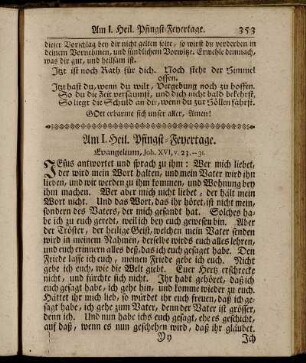 Am I. Heil. Pfingst-Feyertage. 353
dieser Vorschlag bey dir nicht gelten solte, so wirst du verderben in
deinem Vornehmen, und sündlichem Vorwitz. Erwehle demnach,
was dir gut, und heilsam ist.
Jtzt ist noch Rath für dich. Noch stehet der Himmel
offen.
Jtzt hast du, wenn du wilt, Vergebung noch zu hoffen.
So du die Zeit versäumst, und dich nicht bald bekehrst,
So liegt die Schuld an dir, wenn du zur Höllen fährst.
GOtt erbarme sich unser aller, Amen!
Am I. Heil. Pfingst-Feyertage.
Evangelium, Joh. XVI, v. 23. - 31.
JEsus antwortet und sprach zu ihm: Wer mich liebet,
der wird mein Wort halten, und mein Vater wird ihn
lieben, und wir werden zu ihm kommen, und Wohnung bey
ihm machen. Wer aber mich nicht liebet, der hält mein
Wort nicht. Und das Wort, das ihr höret, ist nicht mein,
sondern des Vaters, der mich gesandt hat. Solches ha-
be ich zu euch geredt, weil ich bey euch gewesen bin. Aber
der Tröster, der heilige Geist, welchen mein Vater senden
wird in meinem Nahmen, derselbe wirds euch alles lehren,
und euch erinnern alles deß, das ich euch gesaget habe. Den
Friede lasse ich euch, meinen Friede gebe ich euch. Nicht
gebe ich euch, wie die Welt giebt. Euer Hertz erschrecke
nicht, und fürchte sich nicht. Ihr habt gehöret, daß ich
euch gesagt habe, ich gehe hin, und komme wieder zu euch.
Hättet ihr mich lieb, so würdet ihr euch freuen, daß ich ge-
sagt habe, ich gehe zum Vater, denn der Vater ist grösser,
denn ich. Und nun habe ichs euch gesagt, ehe es geschicht,
auf daß, wenn es nun geschehen wird, daß ihr gläubet.
Yy Jch